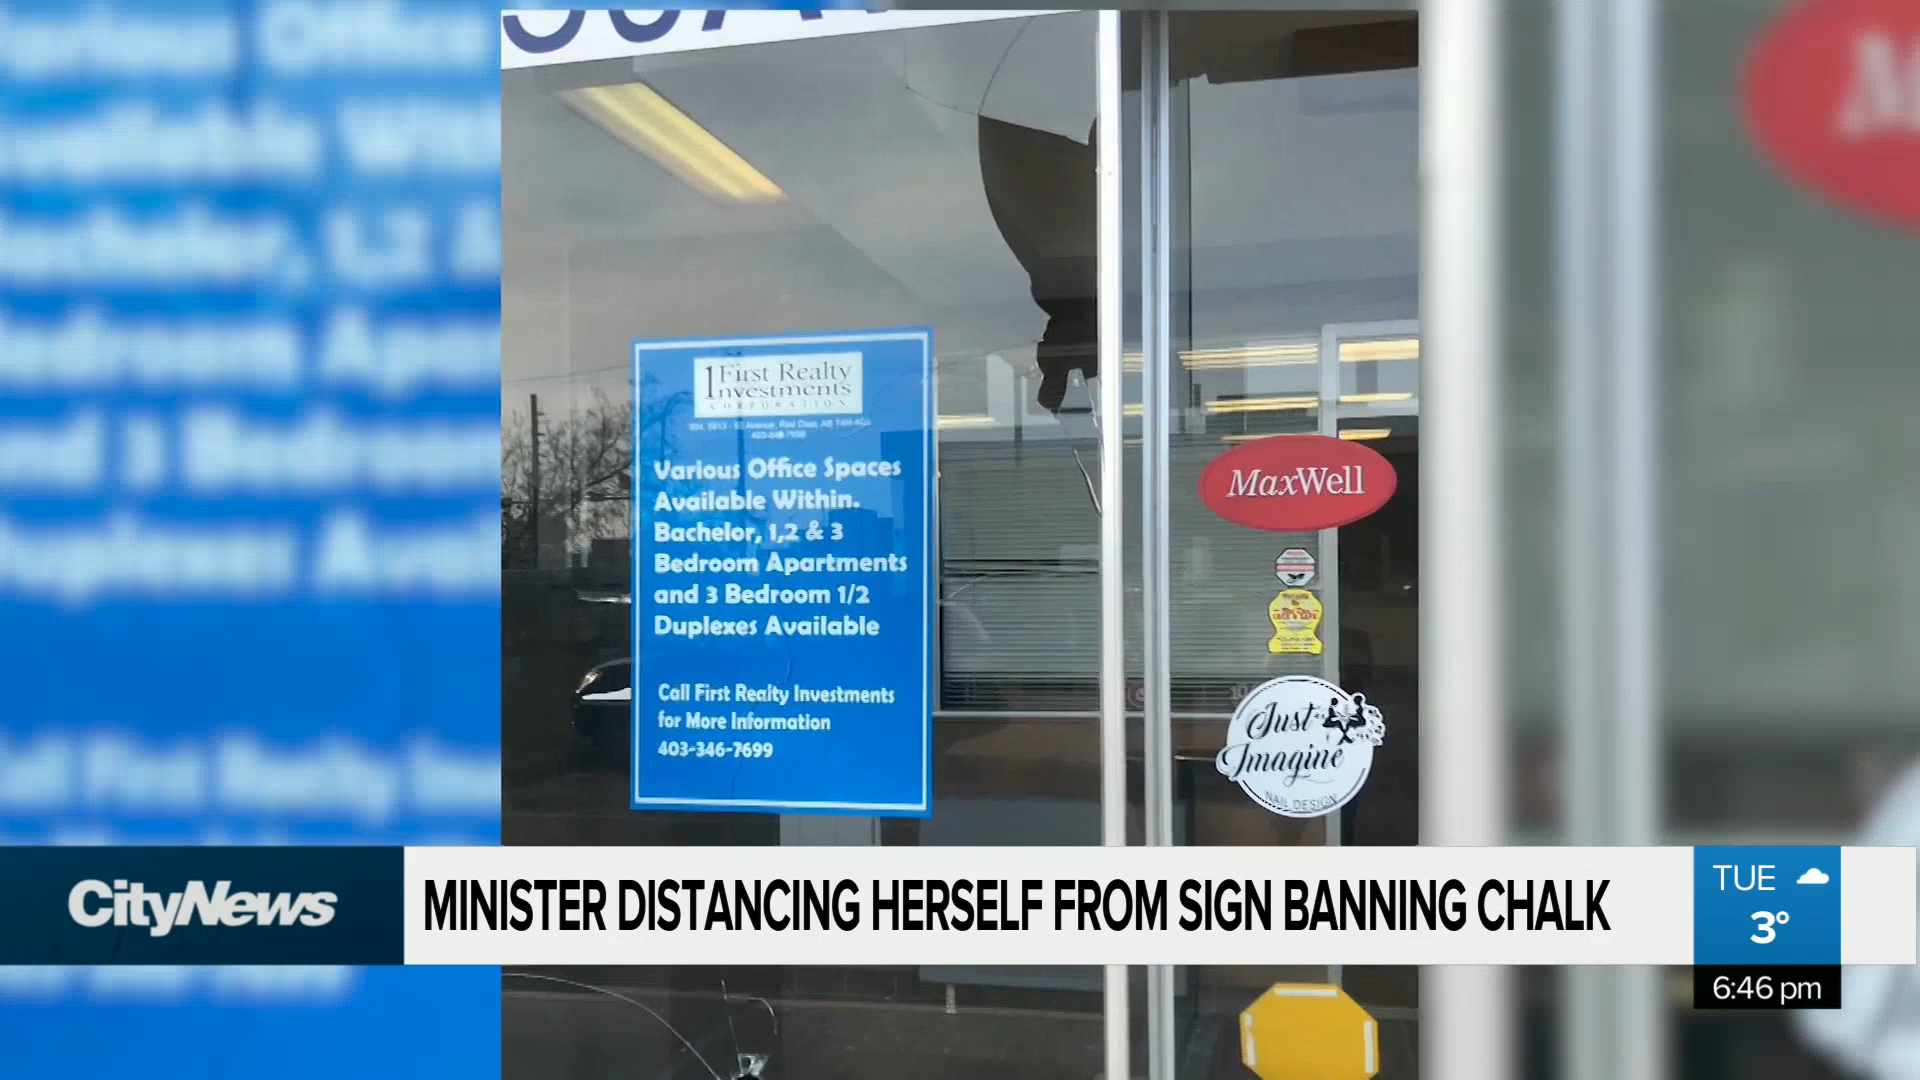 1 First Realty
Investments
CORPORATION
Various Office Spaces
Available Within.
Bachelor, 1,2 & 3
Bedroom Apartments
and 3 Bedroom 1/2
Duplexes Available
Call First Realty Investments
for More Information
403-346-7699
MaxWell
Just
Imagine
NAIL DESIGN
CityNews
MINISTER DISTANCING HERSELF FROM SIGN BANNING CHALK
TUE
3°
6:46 pm